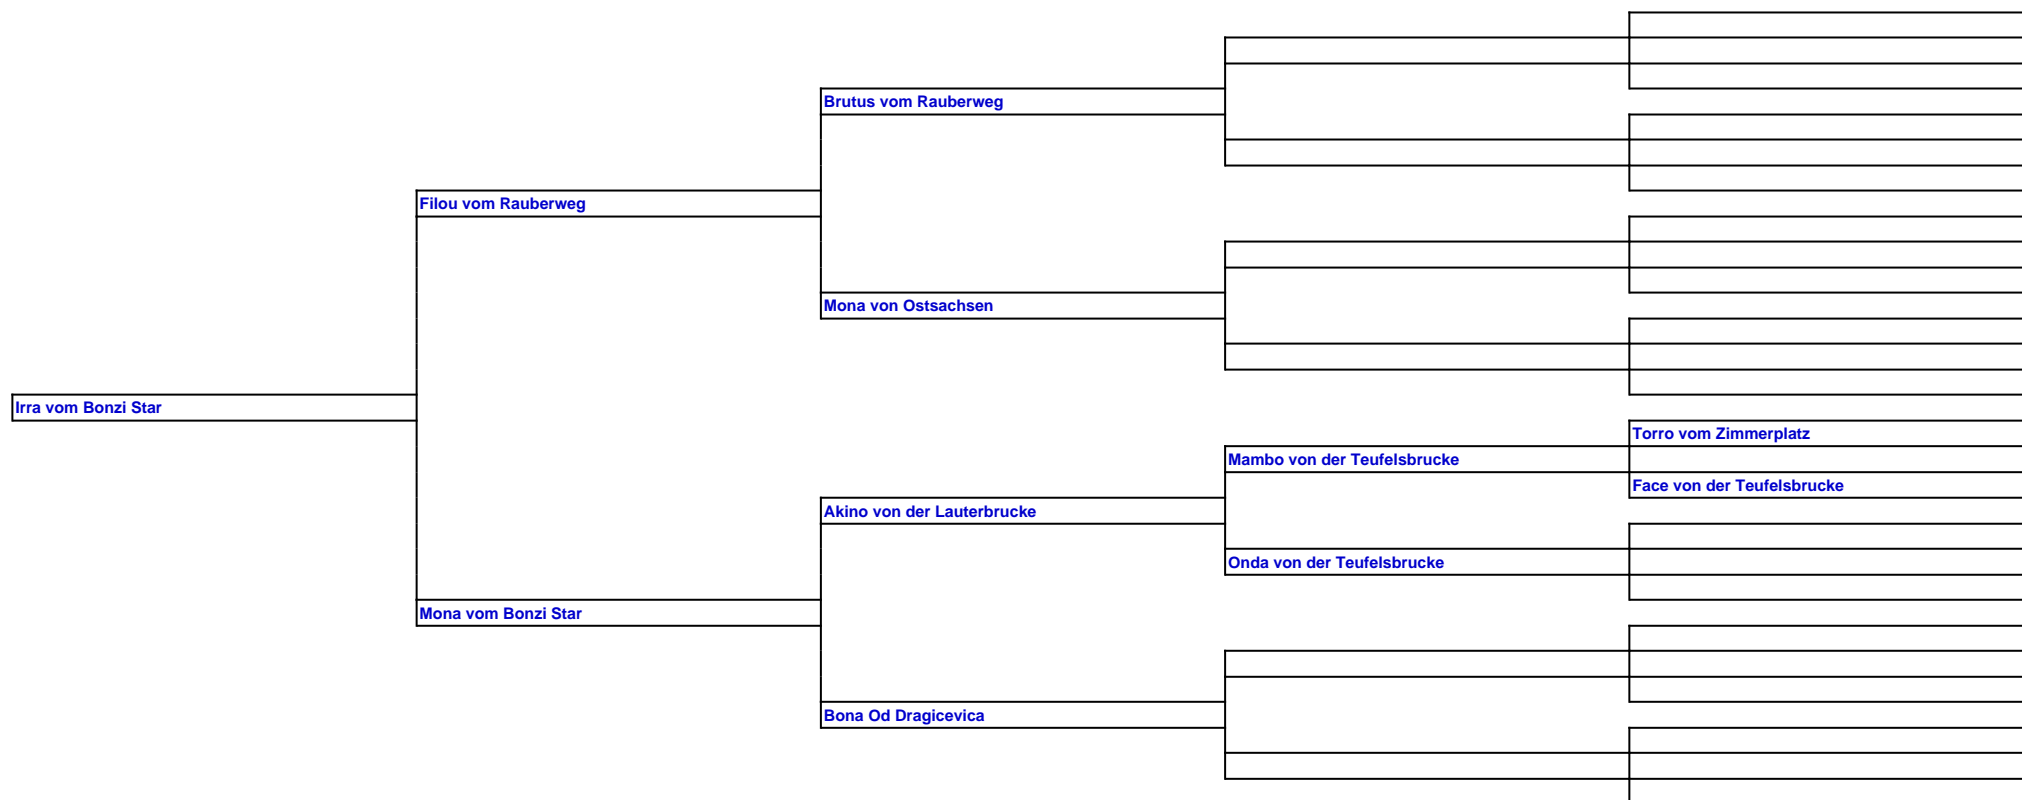 Brutus vom Rauberweg
Filou vom Rauberweg
Mona von Ostsachsen
Irra vom Bonzi Star
Torro vom Zimmerplatz
Mambo von der Teufelsbrucke
Face von der Teufelsbrucke
Akino von der Lauterbrucke
Onda von der Teufelsbrucke
Mona vom Bonzi Star
Bona Od Dragicevica